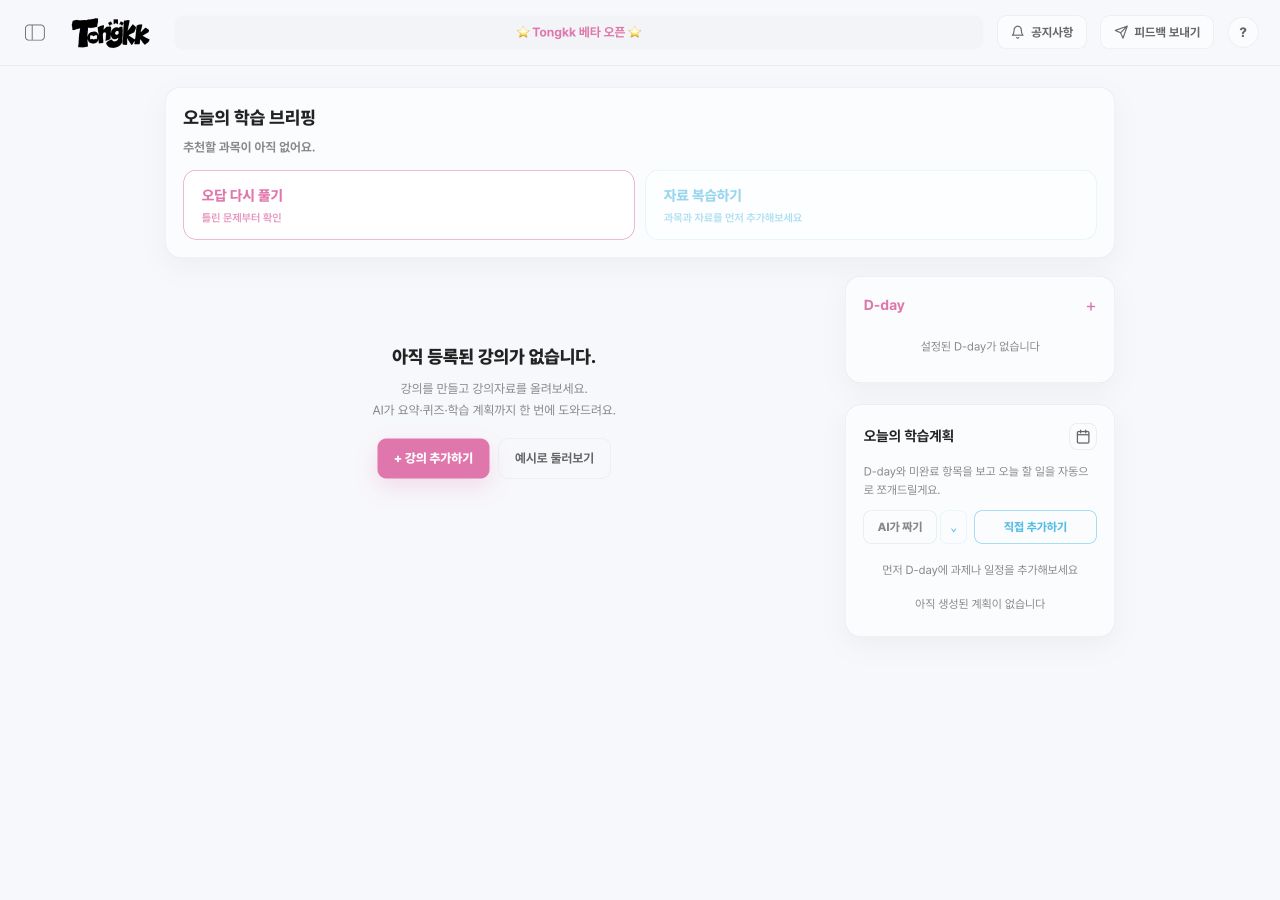 Tongkk
⭐ Tongkk 베타 오픈 ⭐
공지사항
피드백 보내기
?
오늘의 학습 브리핑
추천할 과목이 아직 없어요.
오답 다시 풀기
틀린 문제부터 확인
자료 복습하기
과목과 자료를 먼저 추가해보세요
아직 등록된 강의가 없습니다.
강의를 만들고 강의자료를 올려보세요.
AI가 요약·퀴즈·학습 계획까지 한 번에 도와드려요.
+ 강의 추가하기
예시로 둘러보기
D-day
+
설정된 D-day가 없습니다
오늘의 학습계획
D-day와 미완료 항목을 보고 오늘 할 일을 자동으
로 쪼개드릴게요.
AI가 짜기
직접 추가하기
먼저 D-day에 과제나 일정을 추가해보세요
아직 생성된 계획이 없습니다